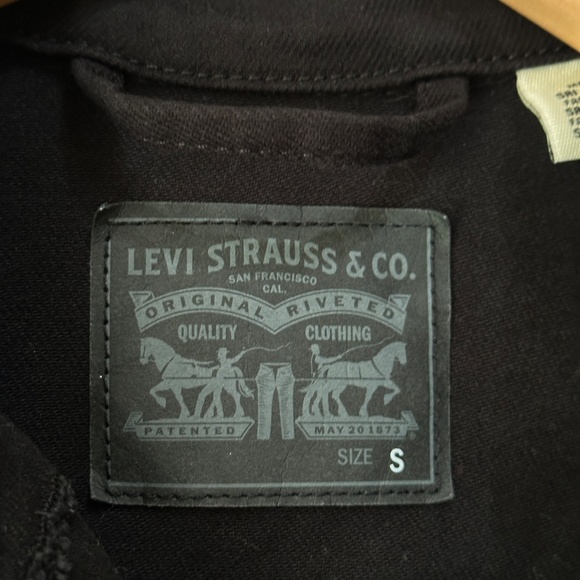 LEVI STRAUSS & CO.
SAN FRANCISCO
CAL.
ORIGINAL RIVETED
QUALITY CLOTHING
PATENTED MAY 20 1873
SIZE S